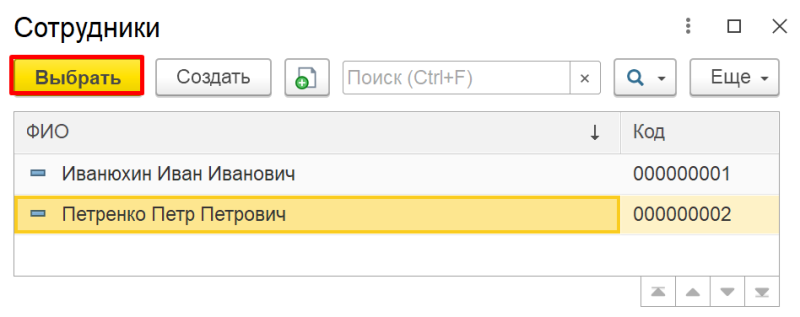 Сотрудники
Выбрать Создать Поиск (Ctrl+F) × Еще
ФИО ↓ Код
Иванюхин Иван Иванович 000000001
Петренко Петр Петрович 000000002